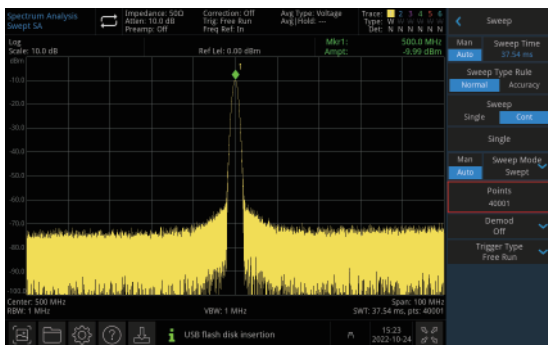 Spectrum Analysis
Swept SA
Impedance: 50Ω
Atten: 10.0 dB
Preamp: Off
Correction: Off
Trig: Free Run
Freq Ref: In
Avg Type: Voltage
Avg|Hold: ---
Trace: 1 2 3 4 5 6
Type: W W W W W W
Det: N N N N N N
Log
Scale: 10.0 dB
Ref Lel: 0.00 dBm
Mkr1: 500.0 MHz
Ampt: -9.99 dBm
dBm
1
-10.0
-20.0
-30.0
-40.0
-50.0
-60.0
-70.0
-80.0
-90.0
-100.0
Center: 500 MHz
Span: 100 MHz
RBW: 1 MHz
VBW: 1 MHz
SWT: 37.54 ms, pts: 40001
USB flash disk insertion
15:23
2022-10-24
Sweep
Man
Auto
Sweep Time
37.54 ms
Sweep Type Rule
Normal
Accuracy
Sweep
Single
Cont
Single
Man
Auto
Sweep Mode
Swept
Points
40001
Demod
Off
Trigger Type
Free Run